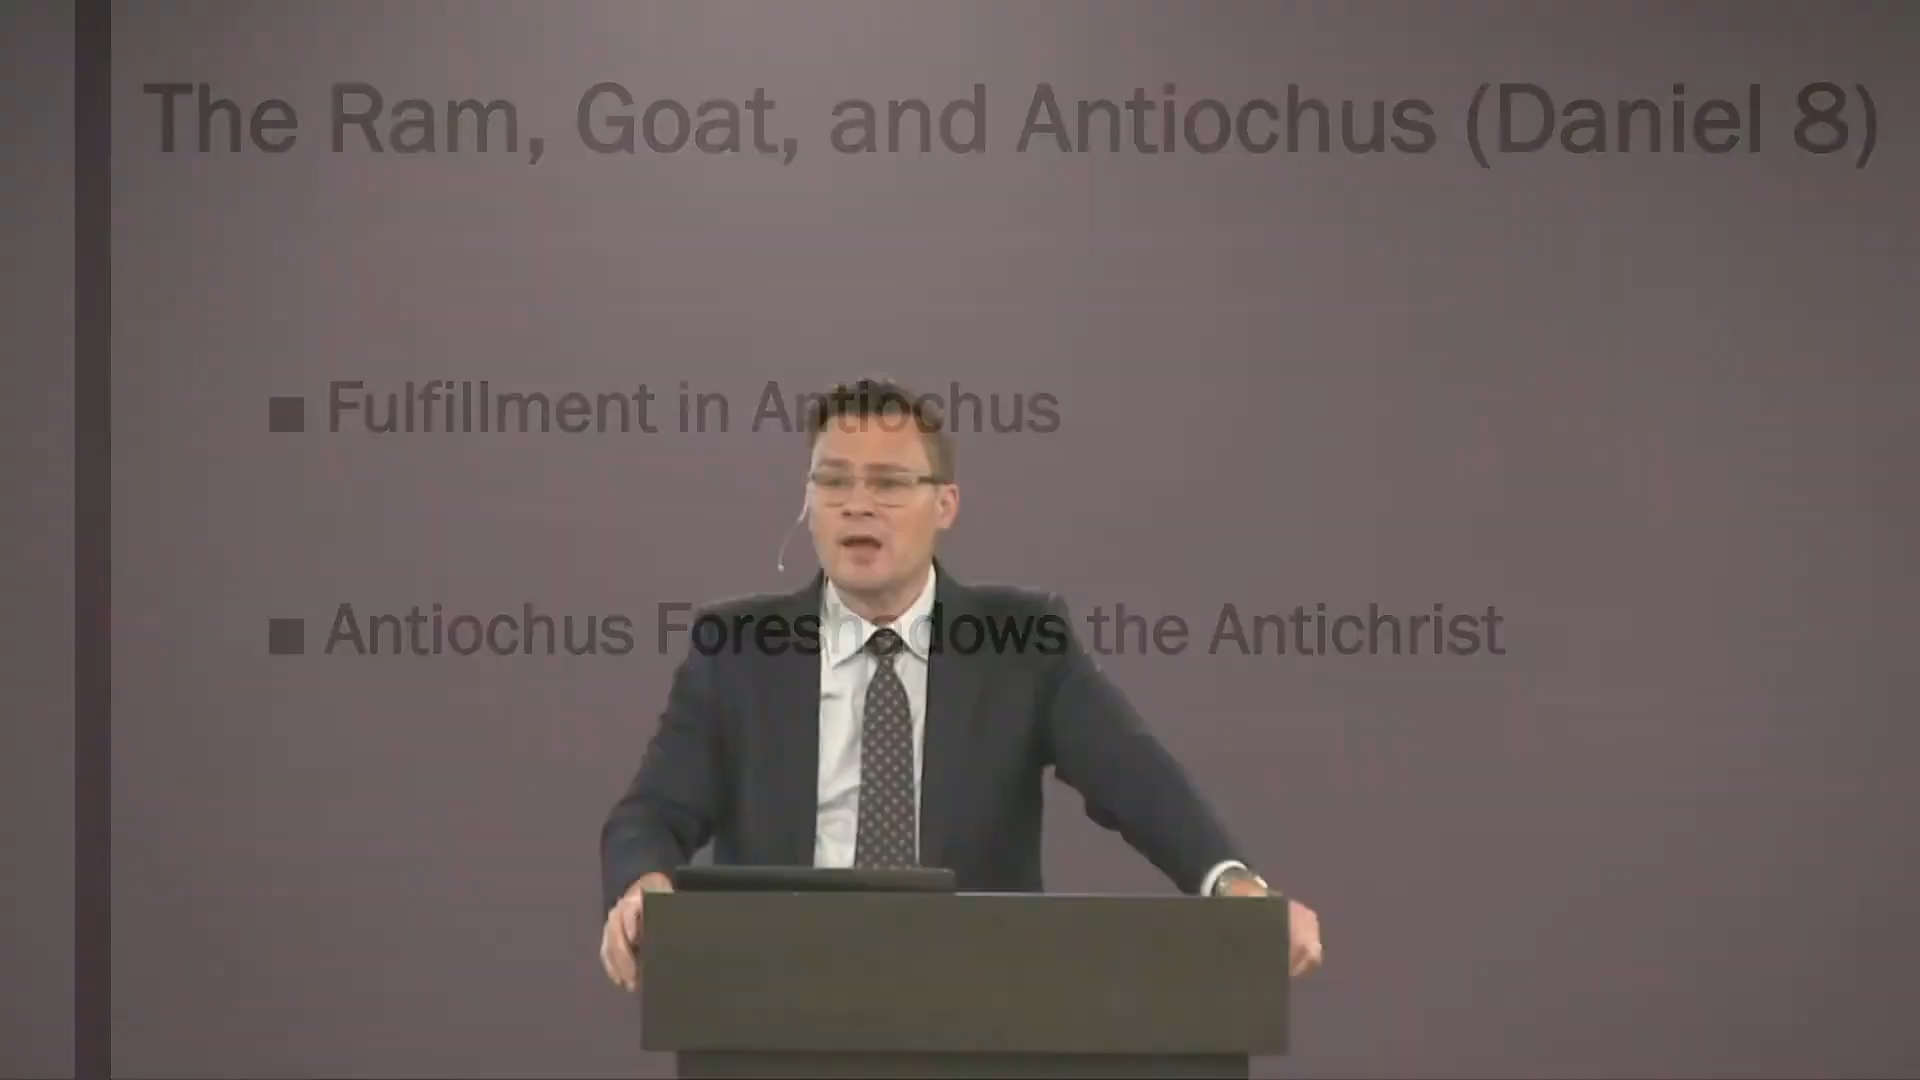 The Ram, Goat, and Antiochus (Daniel 8)
■ Fulfillment in Antiochus
■ Antiochus Foreshadows the Antichrist